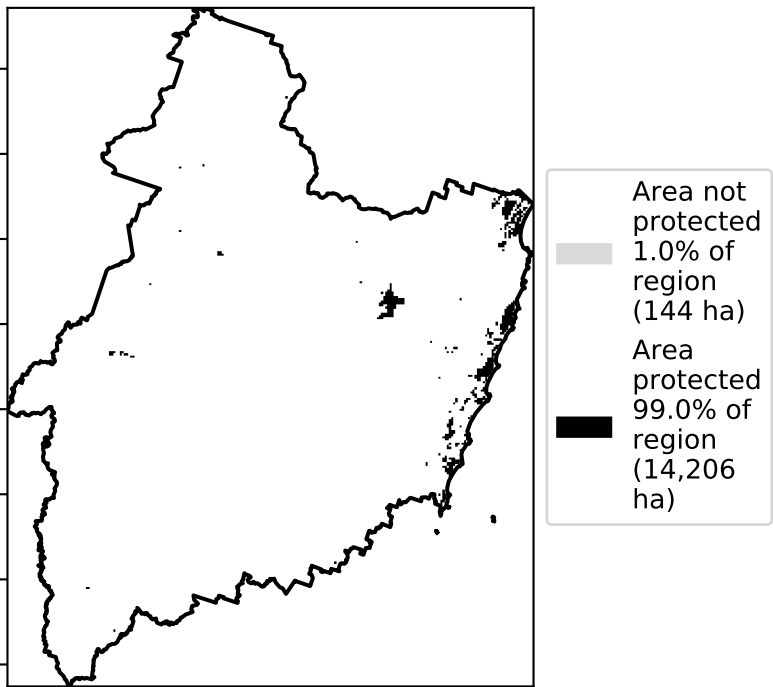 Area not
protected
1.0% of
region
(144 ha)
Area
protected
99.0% of
region
(14,206
ha)